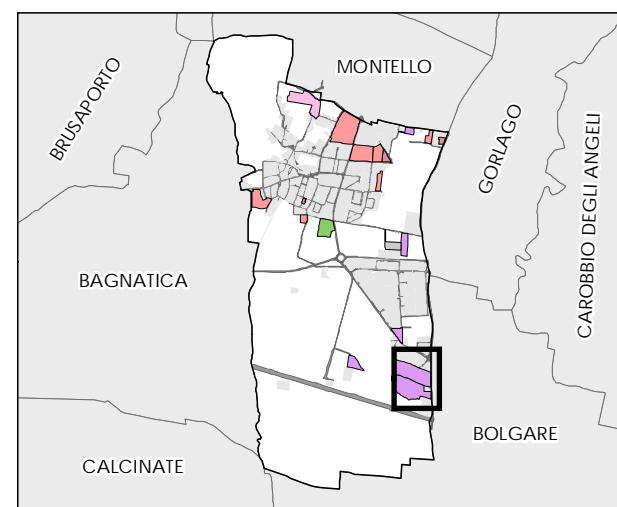 MONTELLO
BRUSAPORTO
GORLAGO
CAROBBIO DEGLI ANGELI
BAGNATICA
BOLGARE
CALCINATE